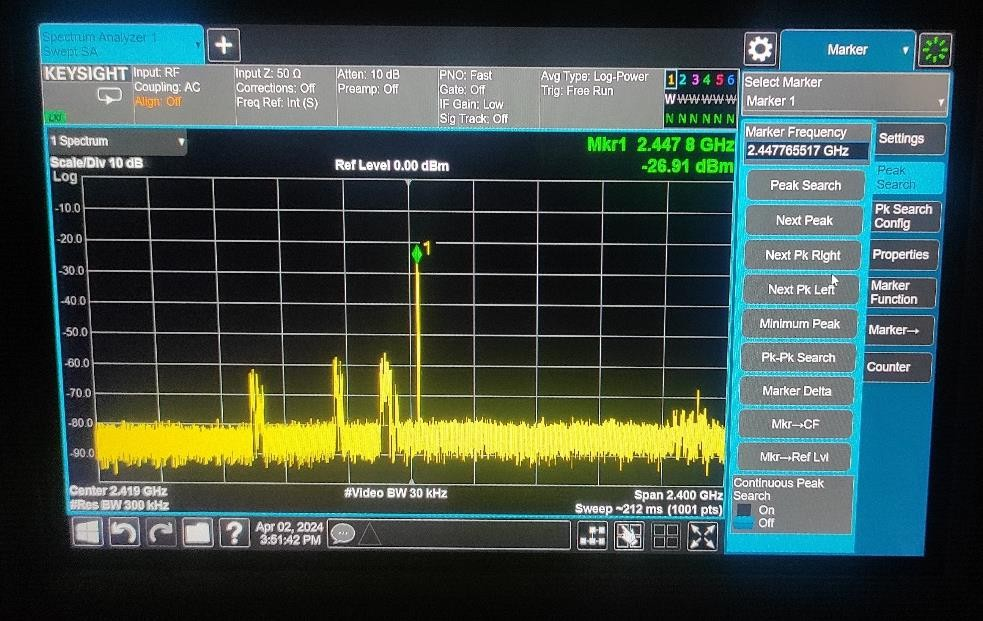 Spectrum Analyzer 1
Swept SA
+
Marker
KEYSIGHT
LXI
Input: RF
Coupling: AC
Align: Off
Input Z: 50 Ω
Corrections: Off
Freq Ref: Int (S)
Atten: 10 dB
Preamp: Off
PNO: Fast
Gate: Off
IF Gain: Low
Sig Track: Off
Avg Type: Log-Power
Trig: Free Run
1 2 3 4 5 6
W W W W W W
N N N N N N
Select Marker
Marker 1
1 Spectrum
Scale/Div 10 dB
Log
Ref Level 0.00 dBm
Mkr1 2.447 8 GHz
-26.91 dBm
-10.0
-20.0
-30.0
-40.0
-50.0
-60.0
-70.0
-80.0
-90.0
1
Center 2.419 GHz
#Res BW 300 kHz
#Video BW 30 kHz
Span 2.400 GHz
Sweep ~212 ms (1001 pts)
Marker Frequency
2.447765517 GHz
Peak Search
Next Peak
Next Pk Right
Next Pk Left
Minimum Peak
Pk-Pk Search
Marker Delta
Mkr→CF
Mkr→Ref Lvl
Continuous Peak
Search
On
Off
Settings
Peak
Search
Pk Search
Config
Properties
Marker
Function
Marker→
Counter
?
Apr 02, 2024
3:51:42 PM